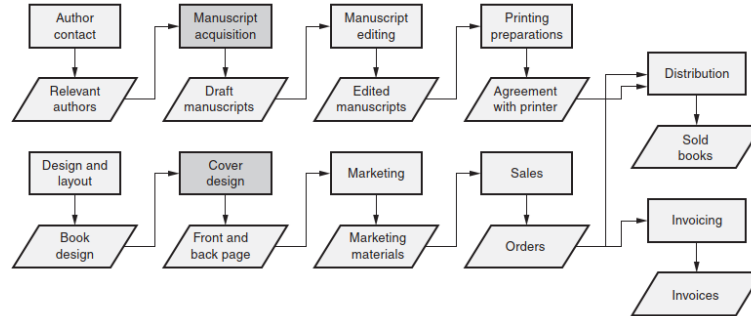 Author
contact
Manuscript
acquisition
Manuscript
editing
Printing
preparations
Relevant
authors
Draft
manuscripts
Edited
manuscripts
Agreement
with printer
Distribution
Sold
books
Design and
layout
Cover
design
Marketing
Sales
Book
design
Front and
back page
Marketing
materials
Orders
Invoicing
Invoices